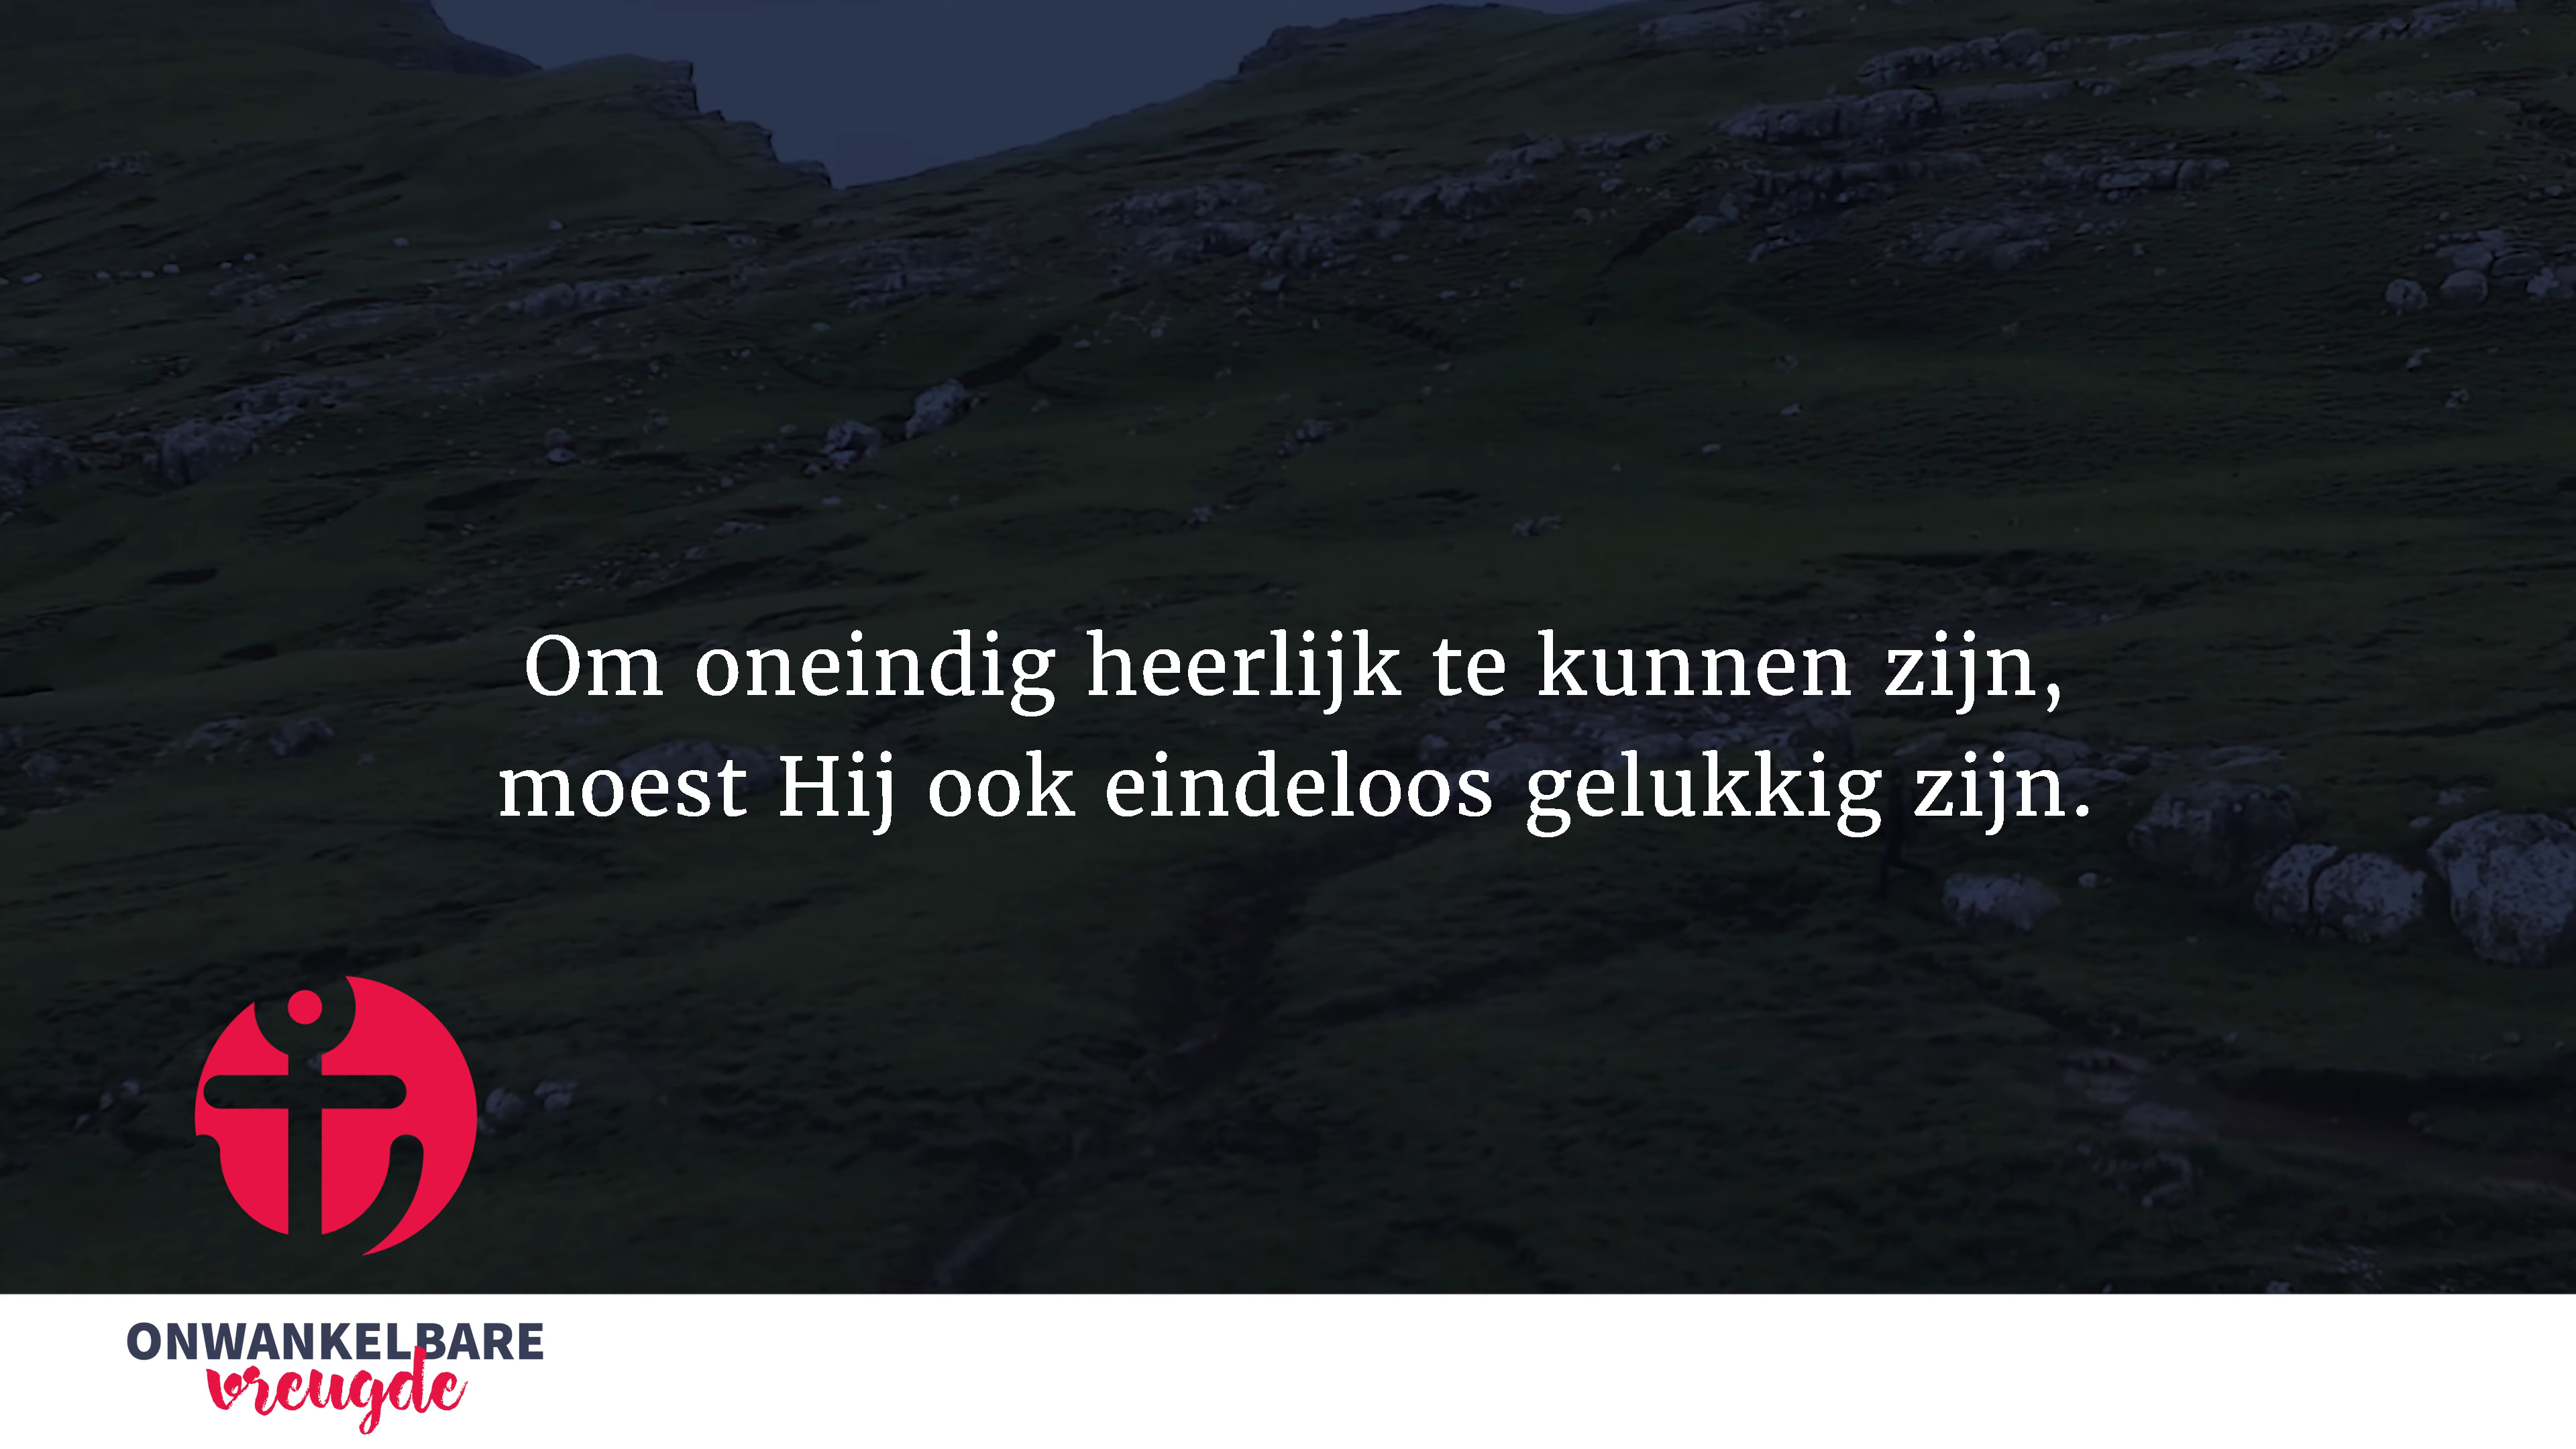 Om oneindig heerlijk te kunnen zijn,
moest Hij ook eindeloos gelukkig zijn.
ONWANKELBARE
vreugde